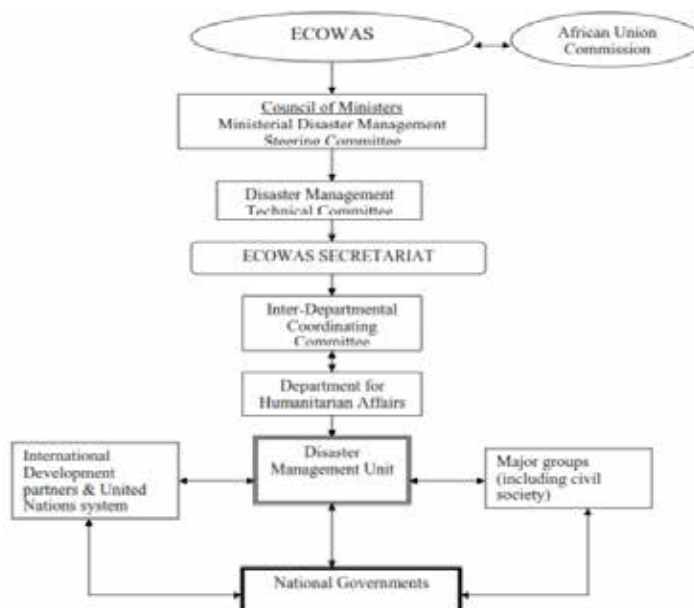 ECOWAS
African Union
Commission
Council of Ministers
Ministerial Disaster Management
Steering Committee
Disaster Management
Technical Committee
ECOWAS SECRETARIAT
Inter-Departmental
Coordinating
Committee
Department for
Humanitarian Affairs
International
Development
partners & United
Nations system
Disaster
Management Unit
Major groups
(including civil
society)
National Governments